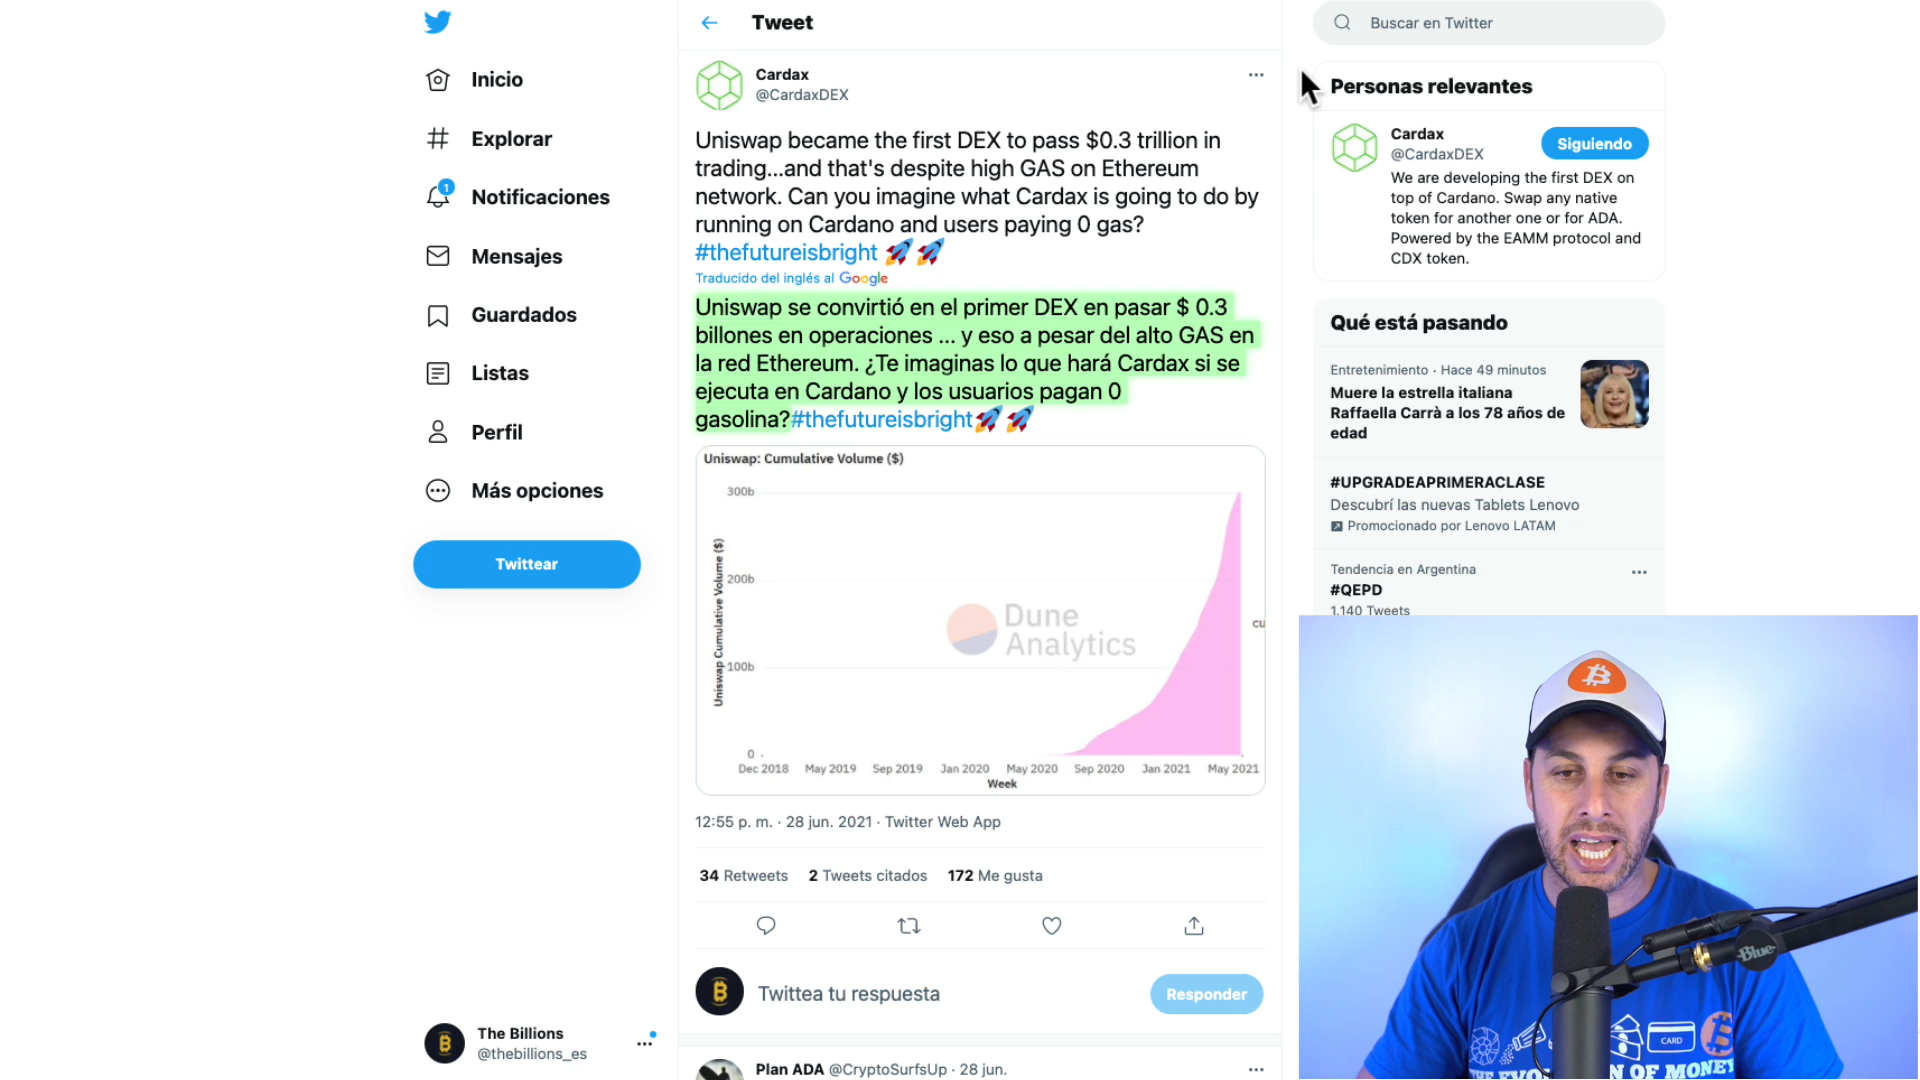 Inicio
Explorar
1
Notificaciones
Mensajes
Guardados
Listas
Perfil
Más opciones
Twittear
The Billions
@thebillions_es
Tweet
Cardax
@CardaxDEX
Uniswap became the first DEX to pass $0.3 trillion in
trading...and that's despite high GAS on Ethereum
network. Can you imagine what Cardax is going to do by
running on Cardano and users paying 0 gas?
#thefutureisbright 🚀🚀
Traducido del inglés al Google
Uniswap se convirtió en el primer DEX en pasar $ 0.3
billones en operaciones ... y eso a pesar del alto GAS en
la red Ethereum. ¿Te imaginas lo que hará Cardax si se
ejecuta en Cardano y los usuarios pagan 0
gasolina?#thefutureisbright🚀🚀
Uniswap: Cumulative Volume ($)
Uniswap Cumulative Volume ($)
300b
200b
100b
0
Dune
Analytics
cu
Dec 2018 May 2019 Sep 2019 Jan 2020 May 2020 Sep 2020 Jan 2021 May 2021
Week
12:55 p. m. · 28 jun. 2021 · Twitter Web App
34 Retweets 2 Tweets citados 172 Me gusta
Twittea tu respuesta
Responder
Plan ADA @CryptoSurfsUp · 28 jun.
Buscar en Twitter
Personas relevantes
Cardax
@CardaxDEX
Siguiendo
We are developing the first DEX on
top of Cardano. Swap any native
token for another one or for ADA.
Powered by the EAMM protocol and
CDX token.
Qué está pasando
Entretenimiento · Hace 49 minutos
Muere la estrella italiana
Raffaella Carrà a los 78 años de
edad
#UPGRADEAPRIMERACLASE
Descubrí las nuevas Tablets Lenovo
Promocionado por Lenovo LATAM
Tendencia en Argentina
#QEPD
1.140 Tweets
Blue
CARD
OF MONEY